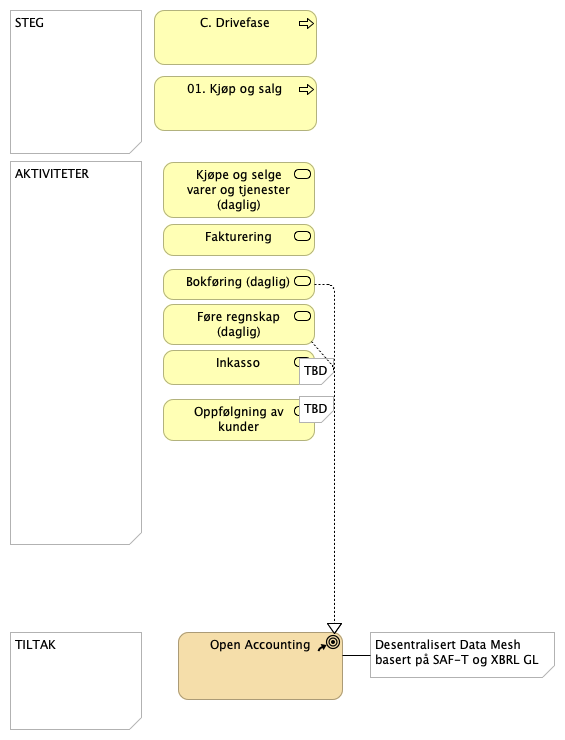 STEG
C. Drivefase
01. Kjøp og salg
AKTIVITETER
Kjøpe og selge
varer og tjenester
(daglig)
Fakturering
Bokføring (daglig)
Føre regnskap
(daglig)
Inkasso
TBD
TBD
Oppfølgning av
kunder
TILTAK
Open Accounting
Desentralisert Data Mesh
basert på SAF-T og XBRL GL